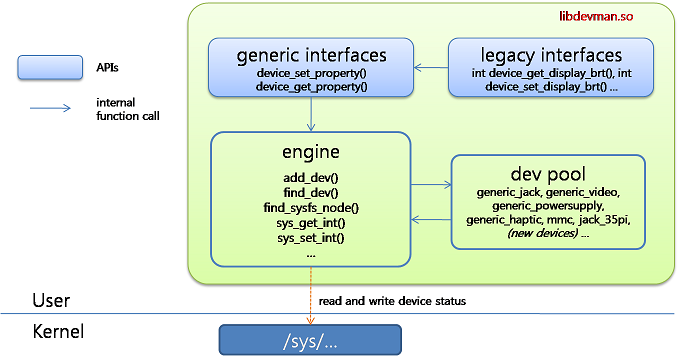 libdevman.so
APIs
internal
function call
generic interfaces
device_set_property()
device_get_property()
legacy interfaces
int device_get_display_brt(), int
device_set_display_brt() ...
engine
add_dev()
find_dev()
find_sysfs_node()
sys_get_int()
sys_set_int()
...
dev pool
generic_jack, generic_video,
generic_powersupply,
generic_haptic, mmc, jack_35pi,
(new devices) ...
User
read and write device status
Kernel
/sys/...